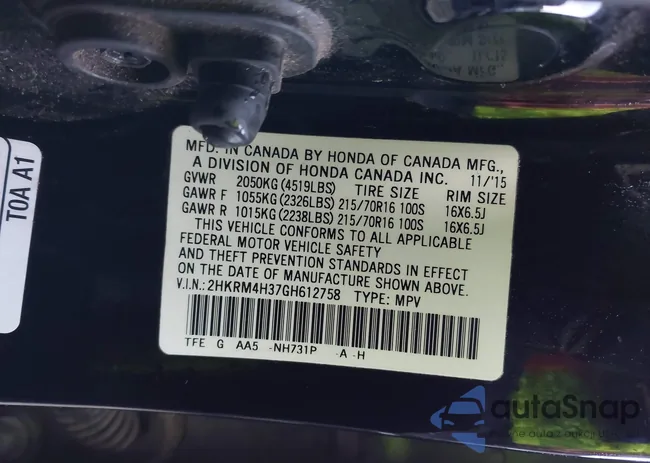 MFD. IN CANADA BY HONDA OF CANADA MFG.,
A DIVISION OF HONDA CANADA INC. 11/'15
GVWR 2050KG(4519LBS) TIRE SIZE RIM SIZE
GAWR F 1055KG(2326LBS) 215/70R16 100S 16X6.5J
GAWR R 1015KG(2238LBS) 215/70R16 100S 16X6.5J
THIS VEHICLE CONFORMS TO ALL APPLICABLE
FEDERAL MOTOR VEHICLE SAFETY
AND THEFT PREVENTION STANDARDS IN EFFECT
ON THE DATE OF MANUFACTURE SHOWN ABOVE.
V.I.N.:2HKRM4H37GH612758 TYPE: MPV
TFE G AA5 -NH731P -A -H
TOA A1
autoSnap